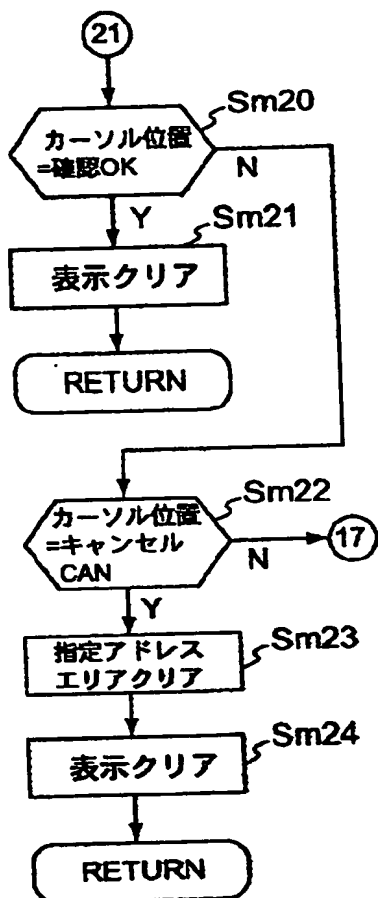 21
Sm20
カーソル位置
=確認OK
N
Y
Sm21
表示クリア
RETURN
Sm22
カーソル位置
=キャンセル
CAN
N
17
Y
Sm23
指定アドレス
エリアクリア
Sm24
表示クリア
RETURN